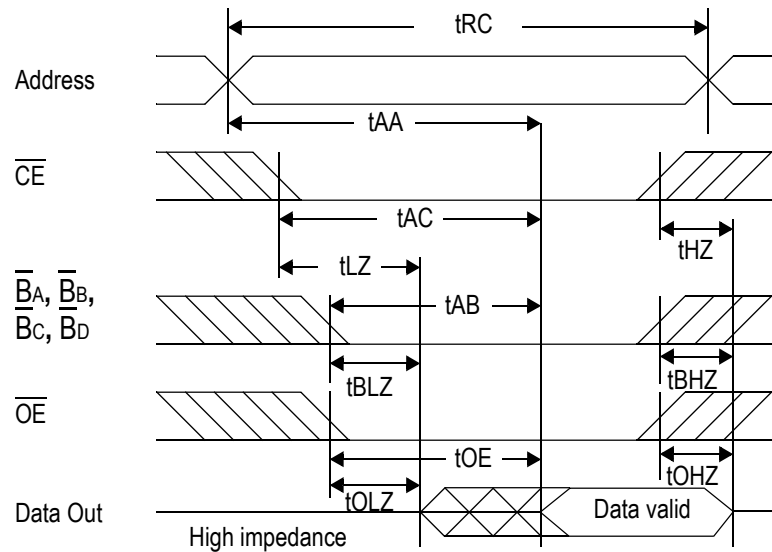 tRC
Address
tAA
CE
tAC
tHZ
tLZ
BA, BB,
BC, BD
tAB
tBLZ
tBHZ
OE
tOE
tOHZ
tOLZ
Data Out
Data valid
High impedance